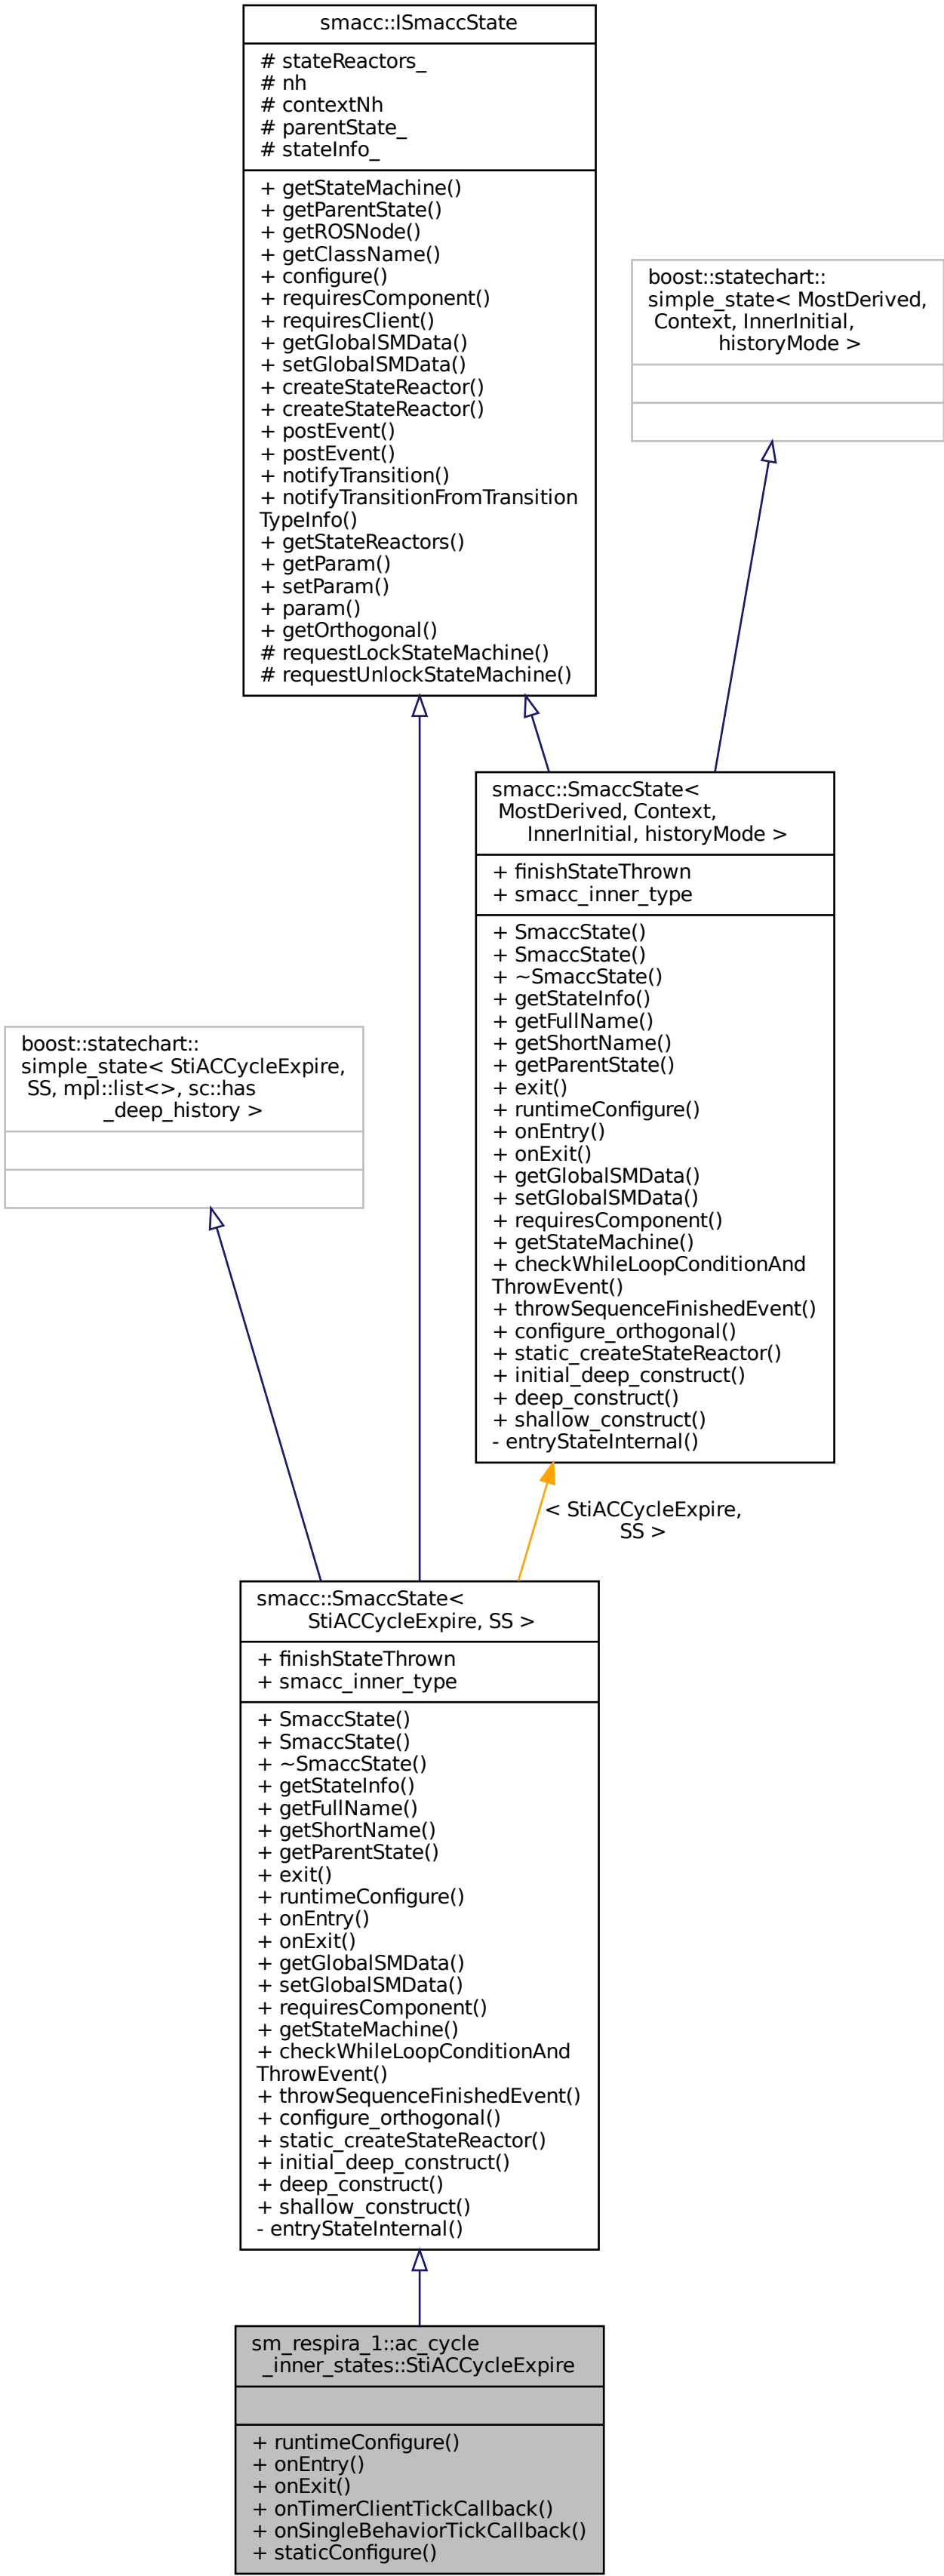 smacc::ISmaccState
# stateReactors_
# nh
# contextNh
# parentState_
# stateInfo_
+ getStateMachine()
+ getParentState()
+ getROSNode()
+ getClassName()
+ configure()
+ requiresComponent()
+ requiresClient()
+ getGlobalSMData()
+ setGlobalSMData()
+ createStateReactor()
+ createStateReactor()
+ postEvent()
+ postEvent()
+ notifyTransition()
+ notifyTransitionFromTransition
TypeInfo()
+ getStateReactors()
+ getParam()
+ setParam()
+ param()
+ getOrthogonal()
# requestLockStateMachine()
# requestUnlockStateMachine()
boost::statechart::
simple_state< MostDerived,
Context, InnerInitial,
historyMode >
smacc::SmaccState<
MostDerived, Context,
InnerInitial, historyMode >
+ finishStateThrown
+ smacc_inner_type
+ SmaccState()
+ SmaccState()
+ ~SmaccState()
+ getStateInfo()
+ getFullName()
+ getShortName()
+ getParentState()
+ exit()
+ runtimeConfigure()
+ onEntry()
+ onExit()
+ getGlobalSMData()
+ setGlobalSMData()
+ requiresComponent()
+ getStateMachine()
+ checkWhileLoopConditionAnd
ThrowEvent()
+ throwSequenceFinishedEvent()
+ configure_orthogonal()
+ static_createStateReactor()
+ initial_deep_construct()
+ deep_construct()
+ shallow_construct()
- entryStateInternal()
boost::statechart::
simple_state< StiACCycleExpire,
SS, mpl::list<>, sc::has
_deep_history >
< StiACCycleExpire,
SS >
smacc::SmaccState<
StiACCycleExpire, SS >
+ finishStateThrown
+ smacc_inner_type
+ SmaccState()
+ SmaccState()
+ ~SmaccState()
+ getStateInfo()
+ getFullName()
+ getShortName()
+ getParentState()
+ exit()
+ runtimeConfigure()
+ onEntry()
+ onExit()
+ getGlobalSMData()
+ setGlobalSMData()
+ requiresComponent()
+ getStateMachine()
+ checkWhileLoopConditionAnd
ThrowEvent()
+ throwSequenceFinishedEvent()
+ configure_orthogonal()
+ static_createStateReactor()
+ initial_deep_construct()
+ deep_construct()
+ shallow_construct()
- entryStateInternal()
sm_respira_1::ac_cycle
_inner_states::StiACCycleExpire
+ runtimeConfigure()
+ onEntry()
+ onExit()
+ onTimerClientTickCallback()
+ onSingleBehaviorTickCallback()
+ staticConfigure()